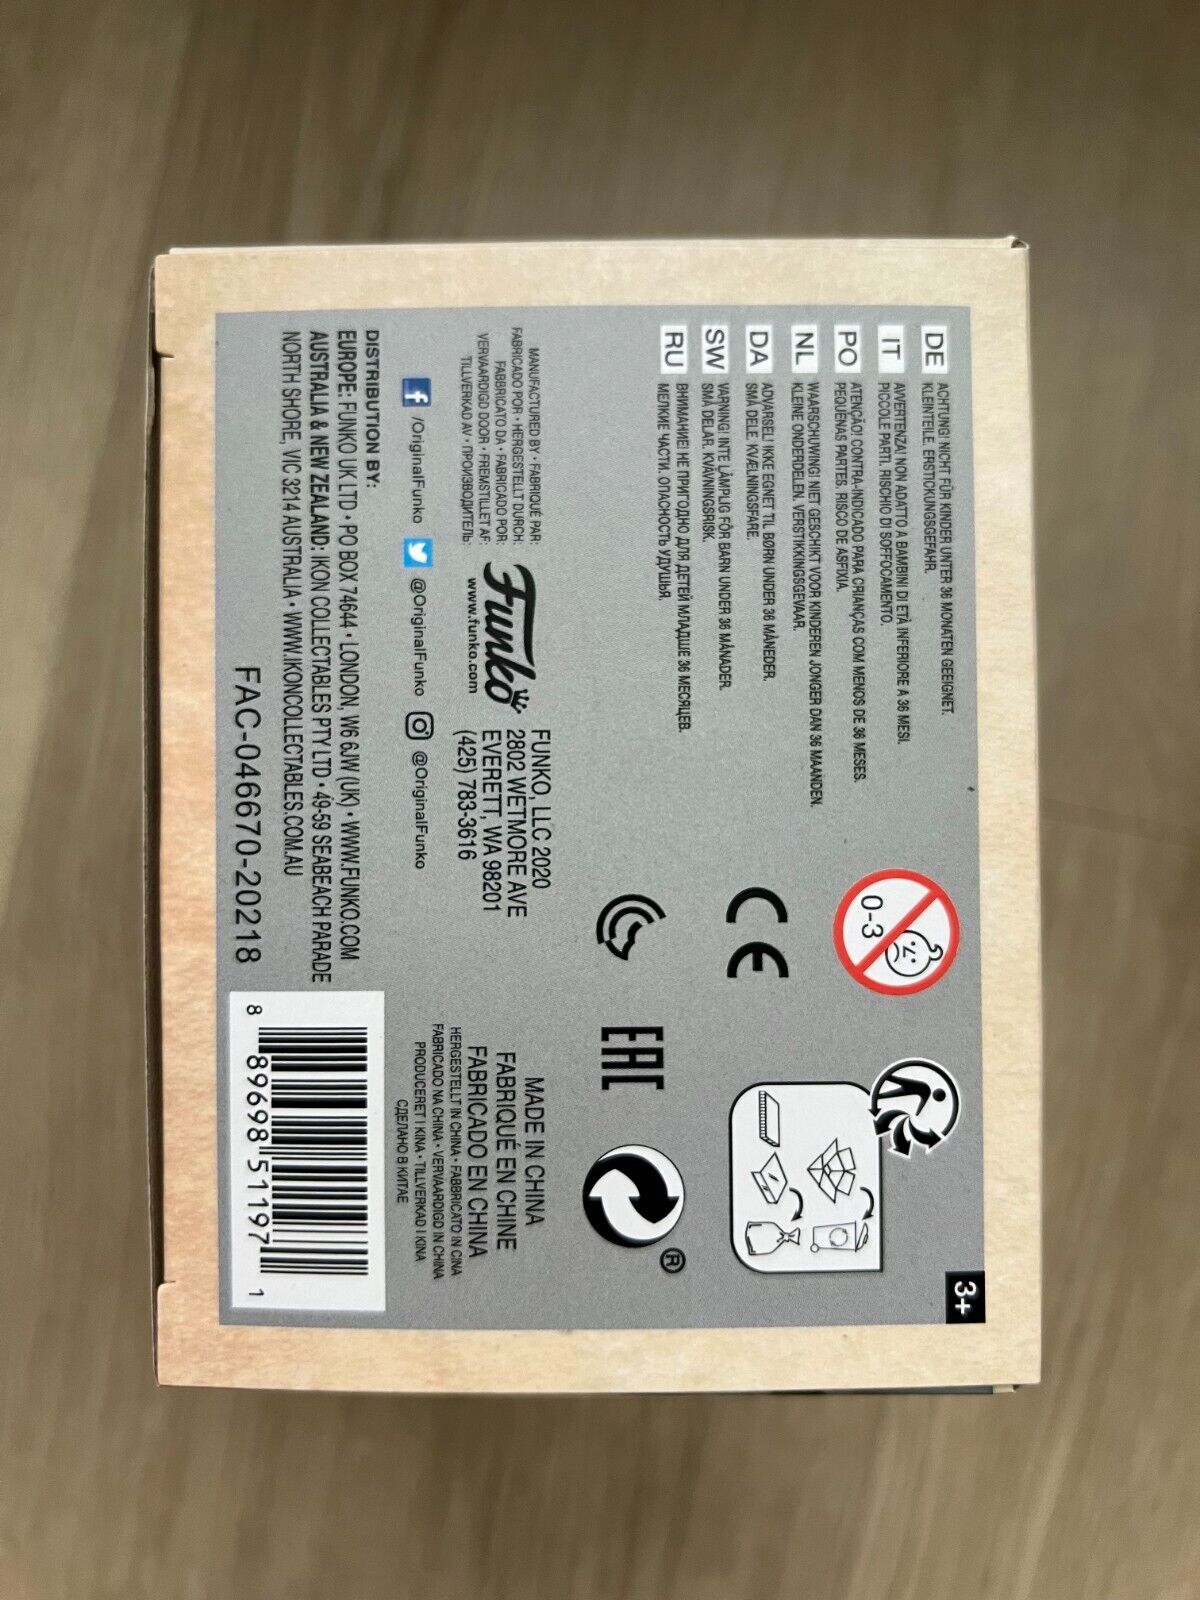 DE ACHTUNG! NICHT FÜR KINDER UNTER 36 MONATEN GEEIGNET.
KLEINTEILE. ERSTICKUNGSGEFAHR.
IT AVVERTENZA! NON ADATTO A BAMBINI DI ETÀ INFERIORE A 36 MESI.
PICCOLE PARTI. RISCHIO DI SOFFOCAMENTO.
PO ATENÇÃO! CONTRA-INDICADO PARA CRIANÇAS COM MENOS DE 36 MESES.
PEQUENAS PARTES. RISCO DE ASFIXIA.
NL WAARSCHUWING! NIET GESCHIKT VOOR KINDEREN JONGER DAN 36 MAANDEN.
KLEINE ONDERDELEN. VERSTIKKINGSGEVAAR.
DA ADVARSEL! IKKE EGNET TIL BØRN UNDER 36 MÅNEDER.
SMÅ DELE. KVÆLNINGSFARE.
SW VARNING! INTE LÄMPLIG FÖR BARN UNDER 36 MÅNADER.
SMÅ DELAR. KVÄVNINGSRISK.
RU ВНИМАНИЕ! НЕ ПРИГОДНО ДЛЯ ДЕТЕЙ МЛАДШЕ 36 МЕСЯЦЕВ.
МЕЛКИЕ ЧАСТИ. ОПАСНОСТЬ УДУШЬЯ.
0-3
3+
CE
EAC
®
MANUFACTURED BY • FABRIQUÉ PAR:
FABRICADO POR • HERGESTELLT DURCH:
FABBRICATO DA • FABRICADO POR:
VERVAARDIGD DOOR • FREMSTILLET AF:
TILLVERKAD AV • ПРОИЗВОДИТЕЛЬ:
Funko
www.funko.com
FUNKO, LLC 2020
2802 WETMORE AVE
EVERETT, WA 98201
(425) 783-3616
MADE IN CHINA
FABRIQUÉ EN CHINE
FABRICADO EN CHINA
HERGESTELLT IN CHINA • FABBRICATO IN CINA
FABRICADO NA CHINA • VERVAARDIGD IN CHINA
PRODUCERET I KINA • TILLVERKAD I KINA
СДЕЛАНО В КИТАЕ
f /OriginalFunko @OriginalFunko @OriginalFunko
DISTRIBUTION BY:
EUROPE: FUNKO UK LTD • PO BOX 74644 • LONDON, W6 6JW (UK) • WWW.FUNKO.COM
AUSTRALIA & NEW ZEALAND: IKON COLLECTABLES PTY LTD • 49-59 SEABEACH PARADE
NORTH SHORE, VIC 3214 AUSTRALIA • WWW.IKONCOLLECTABLES.COM.AU
FAC-046670-20218
8 89698 51197 1